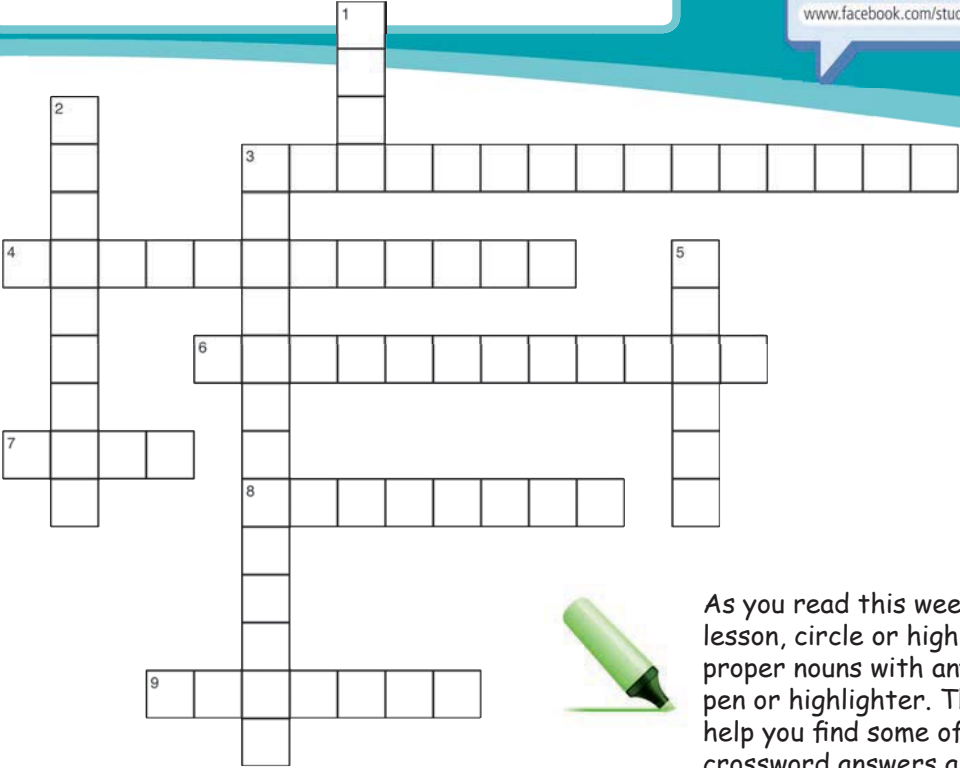 www.facebook.com/stud
1
2
3
4
5
6
7
8
9
As you read this wee
lesson, circle or high
proper nouns with an
pen or highlighter. Th
help you find some of
crossword answers a